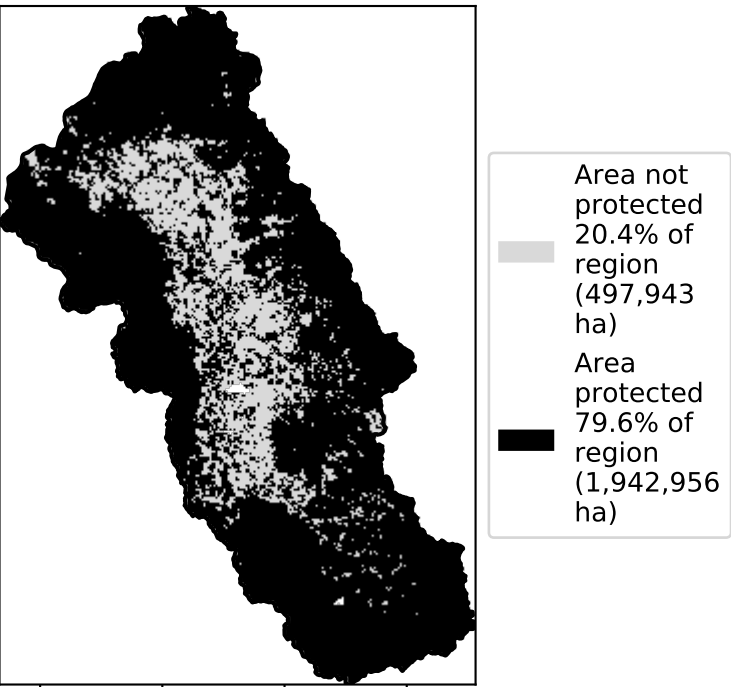 Area not
protected
20.4% of
region
(497,943
ha)
Area
protected
79.6% of
region
(1,942,956
ha)